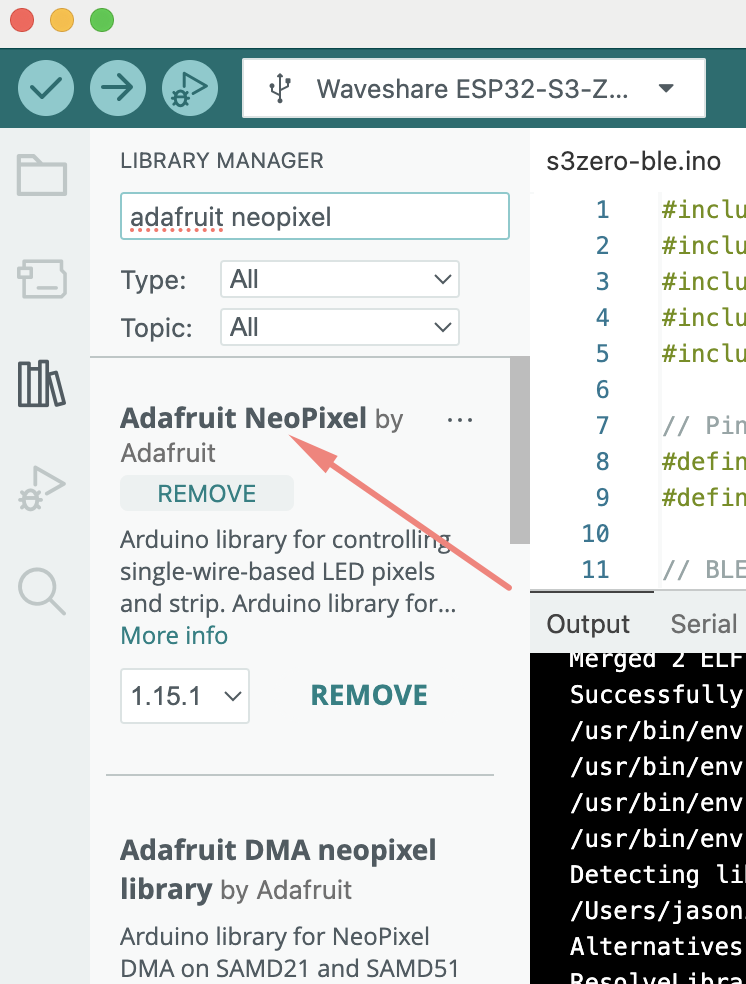 Waveshare ESP32-S3-Z...
LIBRARY MANAGER
adafruit neopixel
Type: All
Topic: All
Adafruit NeoPixel by ...
Adafruit
REMOVE
Arduino library for controlling
single-wire-based LED pixels
and strip. Arduino library for...
More info
1.15.1 REMOVE
Adafruit DMA neopixel
library by Adafruit
Arduino library for NeoPixel
DMA on SAMD21 and SAMD51
s3zero-ble.ino
1 #inclu
2 #inclu
3 #inclu
4 #inclu
5 #inclu
6
7 // Pin
8 #defin
9 #defin
10
11 // BLE
Output Serial
Merged 2 ELF
Successfully
/usr/bin/env
/usr/bin/env
/usr/bin/env
/usr/bin/env
Detecting li
/Users/jason
Alternatives
ResolveLibra